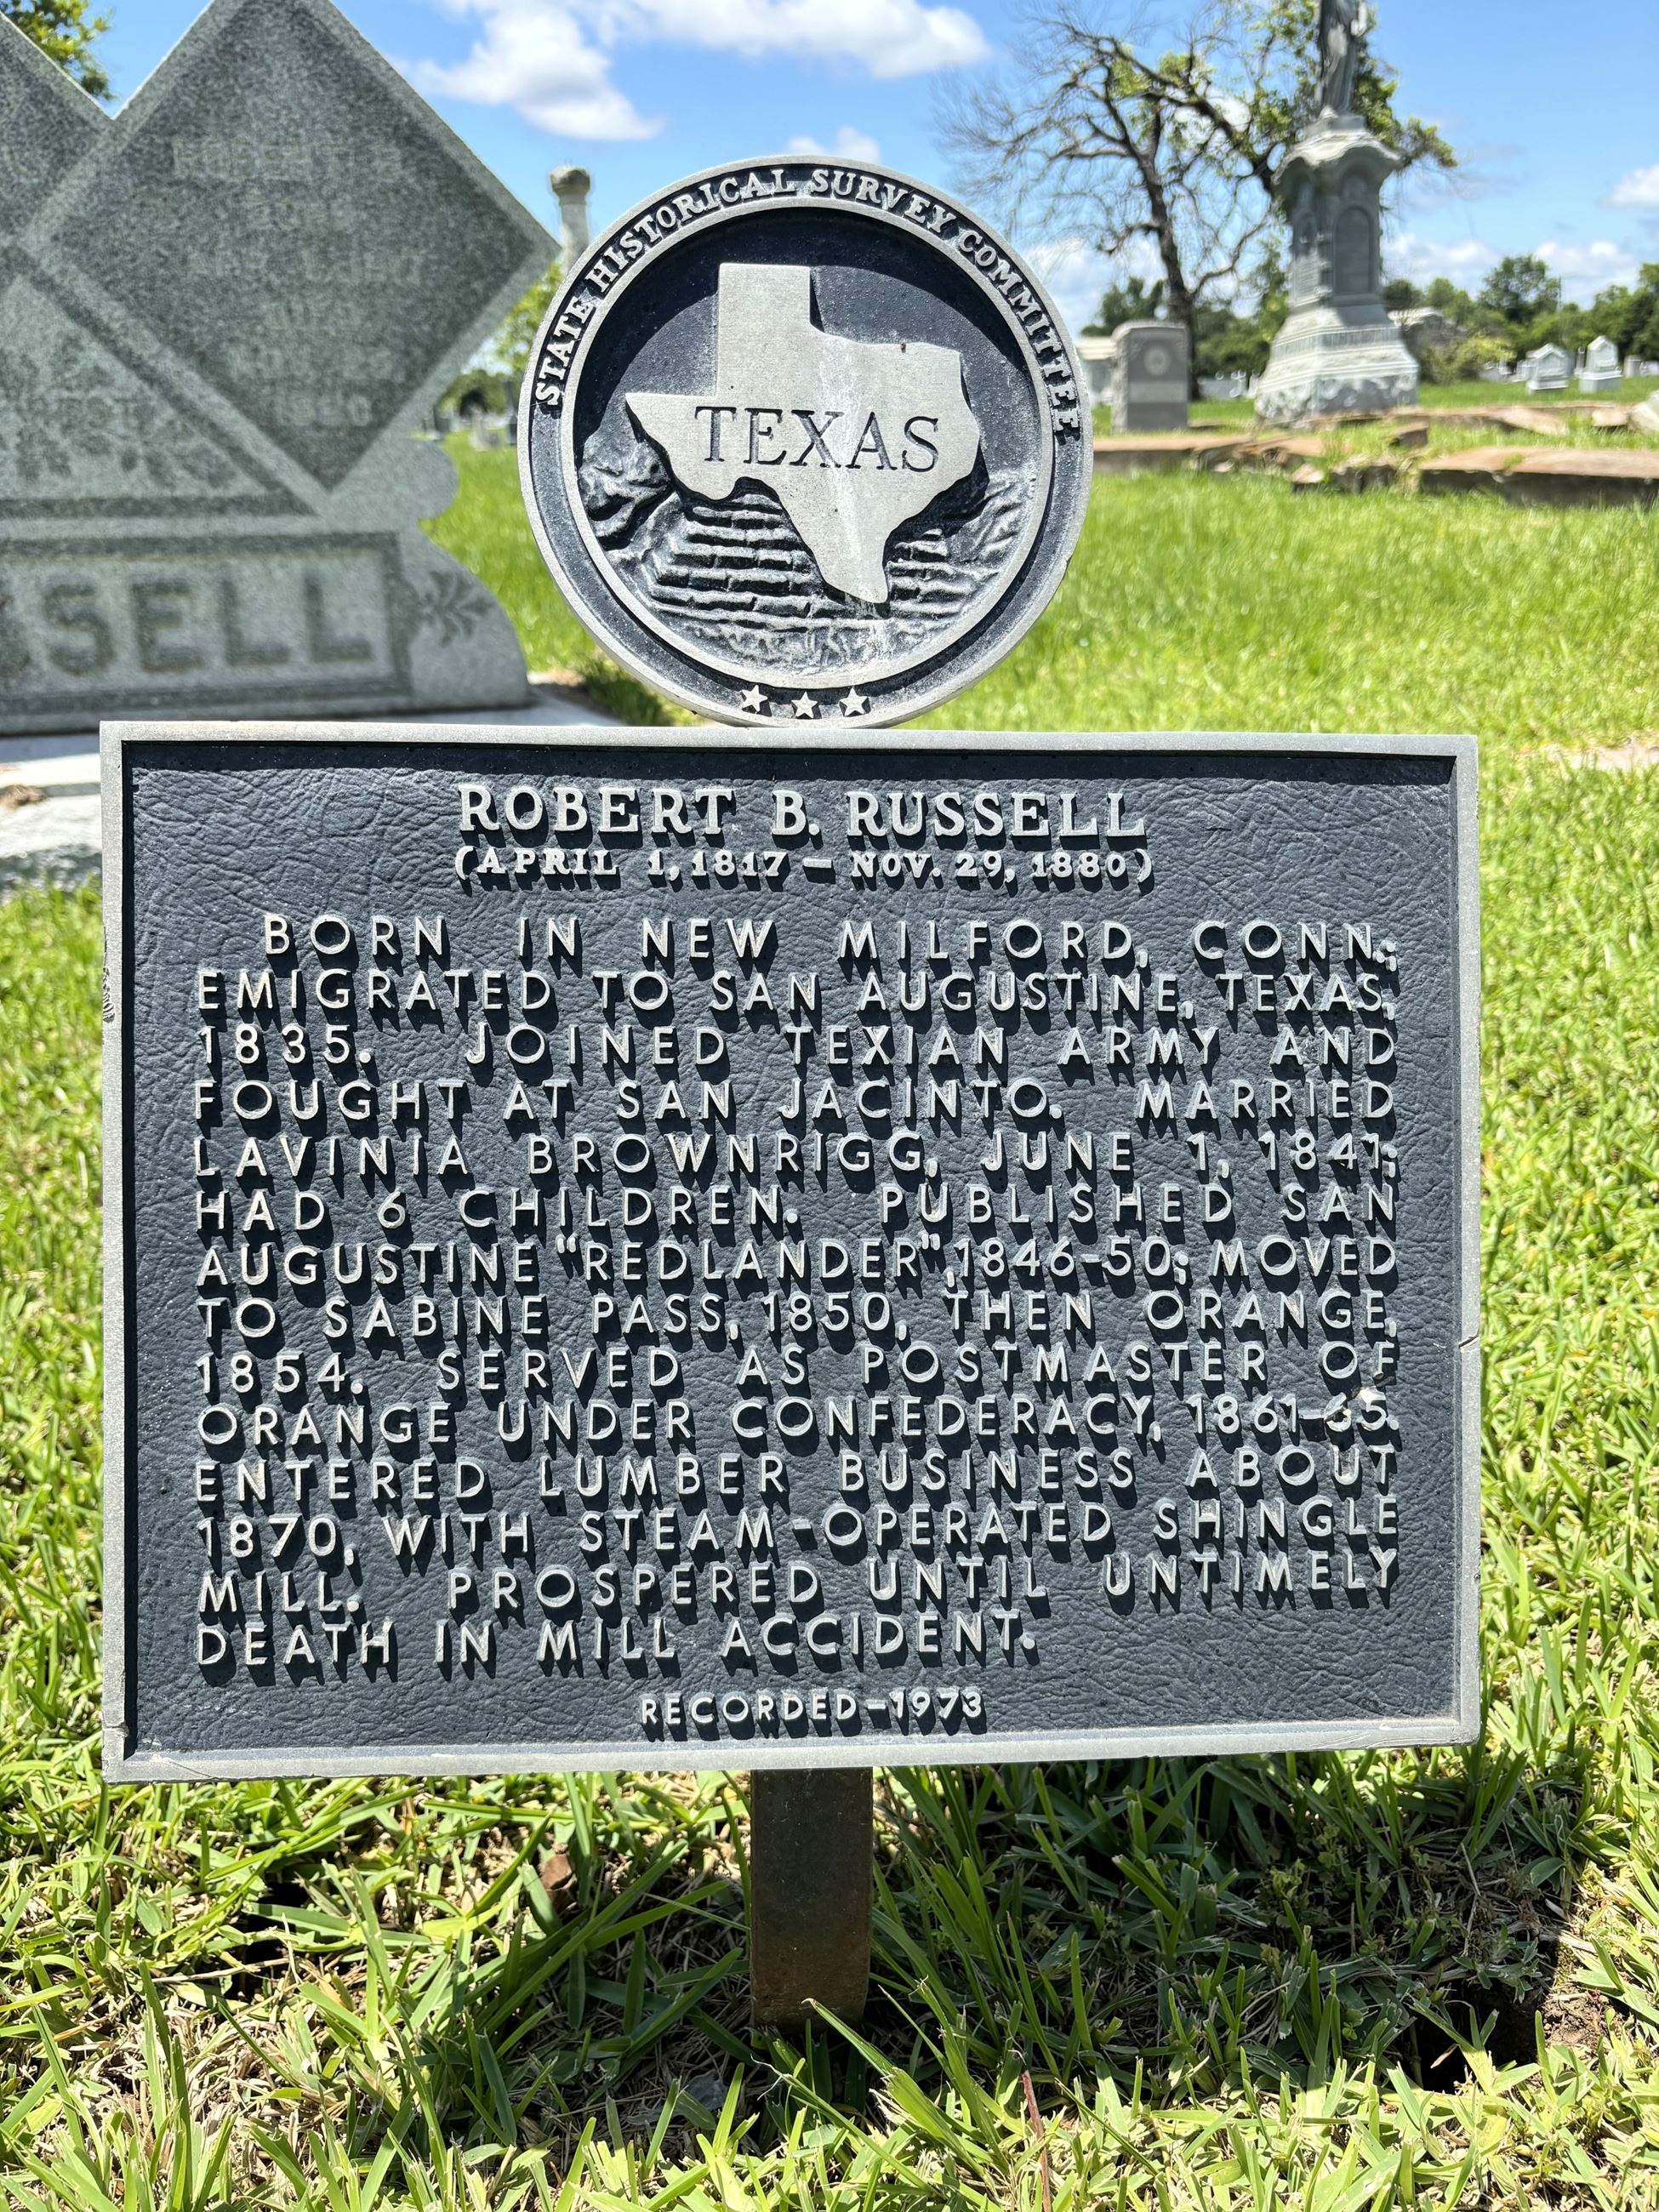 STATE HISTORICAL SURVEY COMMITTEE
TEXAS
SELL
ROBERT B. RUSSELL
(APRIL 1, 1817 – NOV. 29, 1880)
BORN IN NEW MILFORD, CONN.;
EMIGRATED TO SAN AUGUSTINE, TEXAS,
1835. JOINED TEXIAN ARMY AND
FOUGHT AT SAN JACINTO. MARRIED
LAVINIA BROWNRIGG, JUNE 1, 1841;
HAD 6 CHILDREN. PUBLISHED SAN
AUGUSTINE "REDLANDER", 1846-50; MOVED
TO SABINE PASS, 1850, THEN ORANGE,
1854. SERVED AS POSTMASTER OF
ORANGE UNDER CONFEDERACY, 1861-65.
ENTERED LUMBER BUSINESS ABOUT
1870, WITH STEAM-OPERATED SHINGLE
MILL. PROSPERED UNTIL UNTIMELY
DEATH IN MILL ACCIDENT.
RECORDED-1973